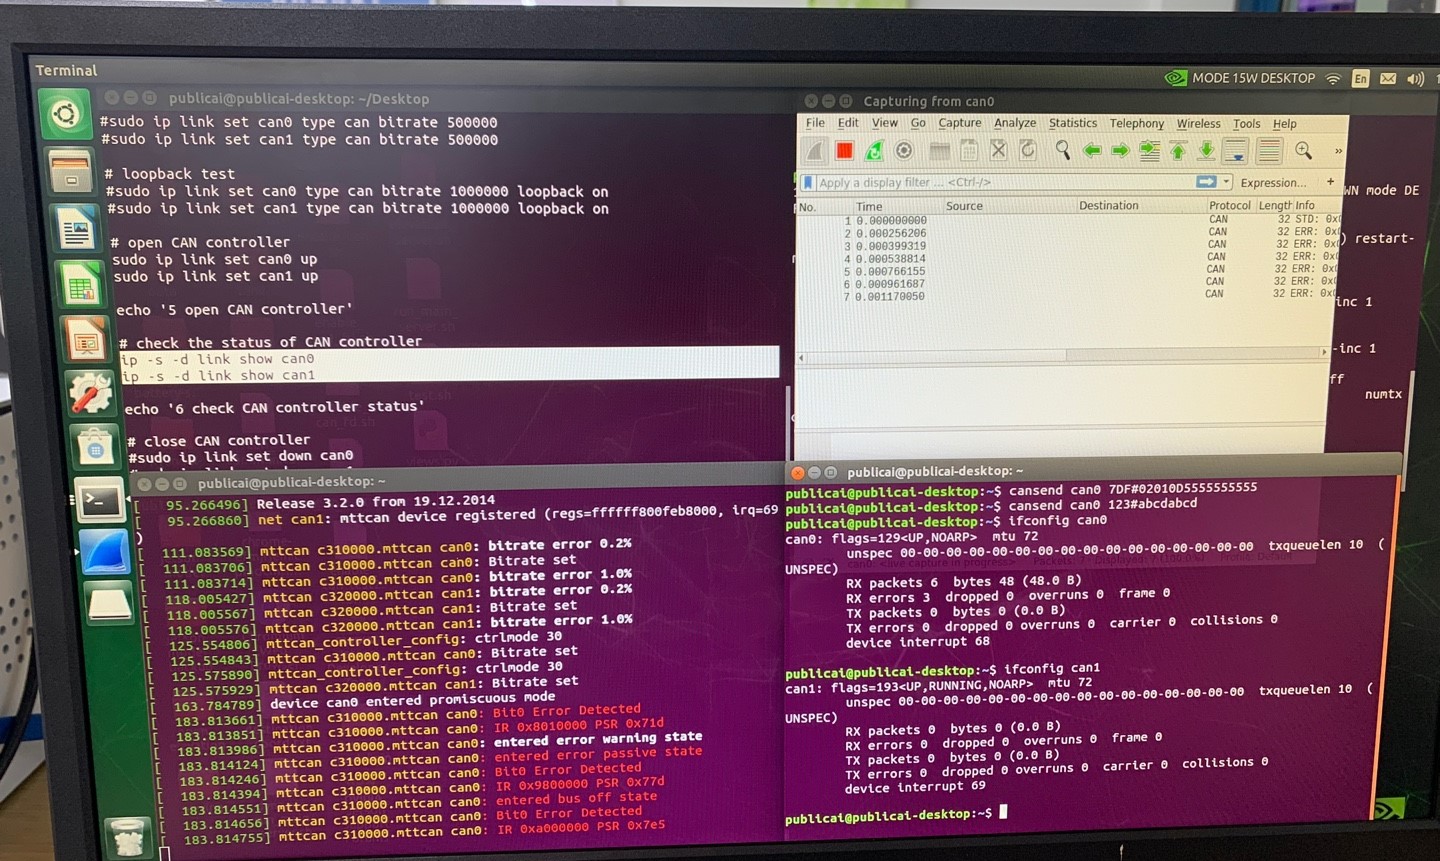 Terminal
MODE 15W DESKTOP
En
publicai@publicai-desktop: ~/Desktop
#sudo ip link set can0 type can bitrate 500000
#sudo ip link set can1 type can bitrate 500000
# loopback test
#sudo ip link set can0 type can bitrate 1000000 loopback on
#sudo ip link set can1 type can bitrate 1000000 loopback on
# open CAN controller
sudo ip link set can0 up
sudo ip link set can1 up
echo '5 open CAN controller'
# check the status of CAN controller
ip -s -d link show can0
ip -s -d link show can1
echo '6 check CAN controller status'
# close CAN controller
#sudo ip link set down can0
Capturing from can0
File Edit View Go Capture Analyze Statistics Telephony Wireless Tools Help
Apply a display filter ... <Ctrl-/>
Expression... +
No. Time Source Destination Protocol Length Info
1 0.000000000 CAN 32 STD: 0x
2 0.000256206 CAN 32 ERR: 0x
3 0.000399319 CAN 32 ERR: 0x
4 0.000538814 CAN 32 ERR: 0x
5 0.000766155 CAN 32 ERR: 0x
6 0.000961687 CAN 32 ERR: 0x
7 0.001170050 CAN 32 ERR: 0x
WN mode DE
) restart-
inc 1
-inc 1
ff
numtx
publicai@publicai-desktop: ~
[ 95.266496] Release 3.2.0 from 19.12.2014
[ 95.266860] net can1: mttcan device registered (regs=ffffff800feb8000, irq=69
)
[ 111.083569] mttcan c310000.mttcan can0: bitrate error 0.2%
[ 111.083706] mttcan c310000.mttcan can0: Bitrate set
[ 111.083714] mttcan c310000.mttcan can0: bitrate error 1.0%
[ 118.005427] mttcan c320000.mttcan can1: bitrate error 0.2%
[ 118.005567] mttcan c320000.mttcan can1: Bitrate set
[ 118.005576] mttcan c320000.mttcan can1: bitrate error 1.0%
[ 125.554806] mttcan_controller_config: ctrlmode 30
[ 125.554843] mttcan c310000.mttcan can0: Bitrate set
[ 125.575890] mttcan_controller_config: ctrlmode 30
[ 125.575929] mttcan c320000.mttcan can1: Bitrate set
[ 163.784789] device can0 entered promiscuous mode
[ 183.813661] mttcan c310000.mttcan can0: Bit0 Error Detected
[ 183.813851] mttcan c310000.mttcan can0: IR 0x8010000 PSR 0x71d
[ 183.813986] mttcan c310000.mttcan can0: entered error warning state
[ 183.814124] mttcan c310000.mttcan can0: entered error passive state
[ 183.814246] mttcan c310000.mttcan can0: Bit0 Error Detected
[ 183.814394] mttcan c310000.mttcan can0: IR 0x9800000 PSR 0x77d
[ 183.814551] mttcan c310000.mttcan can0: entered bus off state
[ 183.814656] mttcan c310000.mttcan can0: Bit0 Error Detected
[ 183.814755] mttcan c310000.mttcan can0: IR 0xa000000 PSR 0x7e5
publicai@publicai-desktop: ~
publicai@publicai-desktop:~$ cansend can0 7DF#02010D5555555555
publicai@publicai-desktop:~$ cansend can0 123#abcdabcd
publicai@publicai-desktop:~$ ifconfig can0
can0: flags=129<UP,NOARP> mtu 72
unspec 00-00-00-00-00-00-00-00-00-00-00-00-00-00-00-00 txqueuelen 10 (
UNSPEC)
RX packets 6 bytes 48 (48.0 B)
RX errors 3 dropped 0 overruns 0 frame 0
TX packets 0 bytes 0 (0.0 B)
TX errors 0 dropped 0 overruns 0 carrier 0 collisions 0
device interrupt 68
publicai@publicai-desktop:~$ ifconfig can1
can1: flags=193<UP,RUNNING,NOARP> mtu 72
unspec 00-00-00-00-00-00-00-00-00-00-00-00-00-00-00-00 txqueuelen 10 (
UNSPEC)
RX packets 0 bytes 0 (0.0 B)
RX errors 0 dropped 0 overruns 0 frame 0
TX packets 0 bytes 0 (0.0 B)
TX errors 0 dropped 0 overruns 0 carrier 0 collisions 0
device interrupt 69
publicai@publicai-desktop:~$